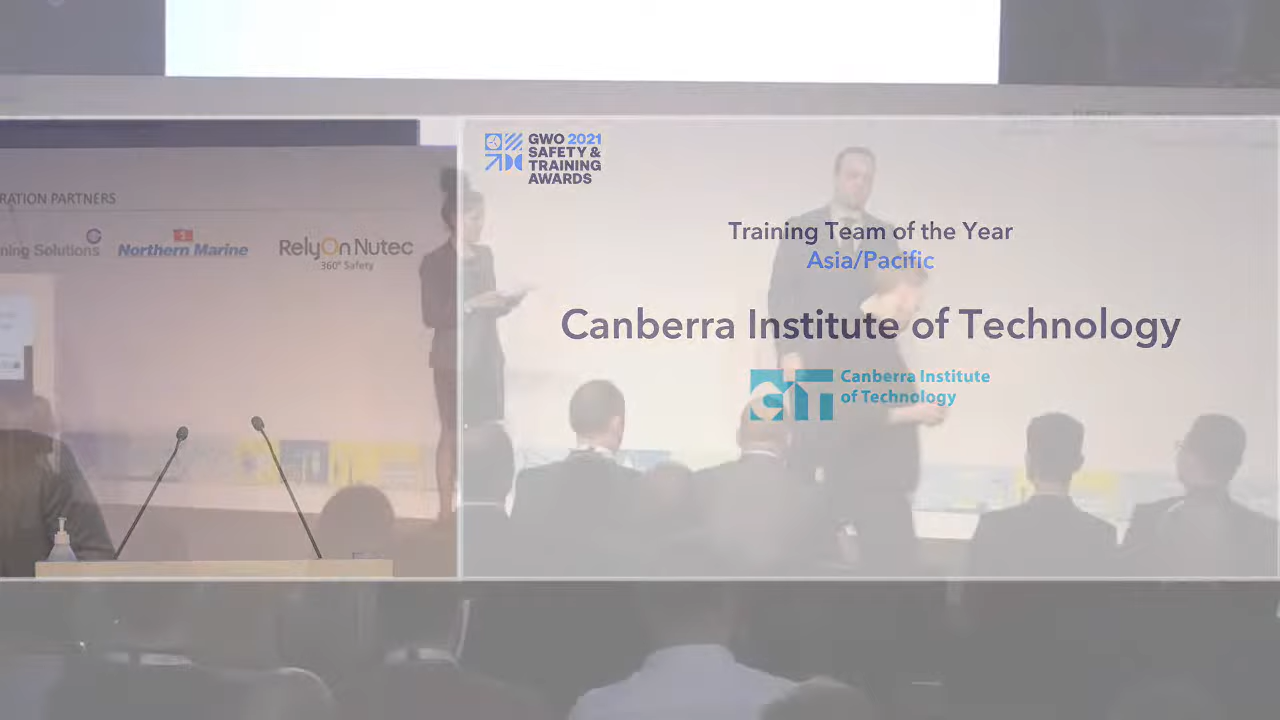 GWO 2021
SAFETY &
TRAINING
AWARDS
RATION PARTNERS
ning Solutions
Northern Marine
RelyOn Nutec
360° Safety
Training Team of the Year
Asia/Pacific
Canberra Institute of Technology
CIT
Canberra Institute
of Technology